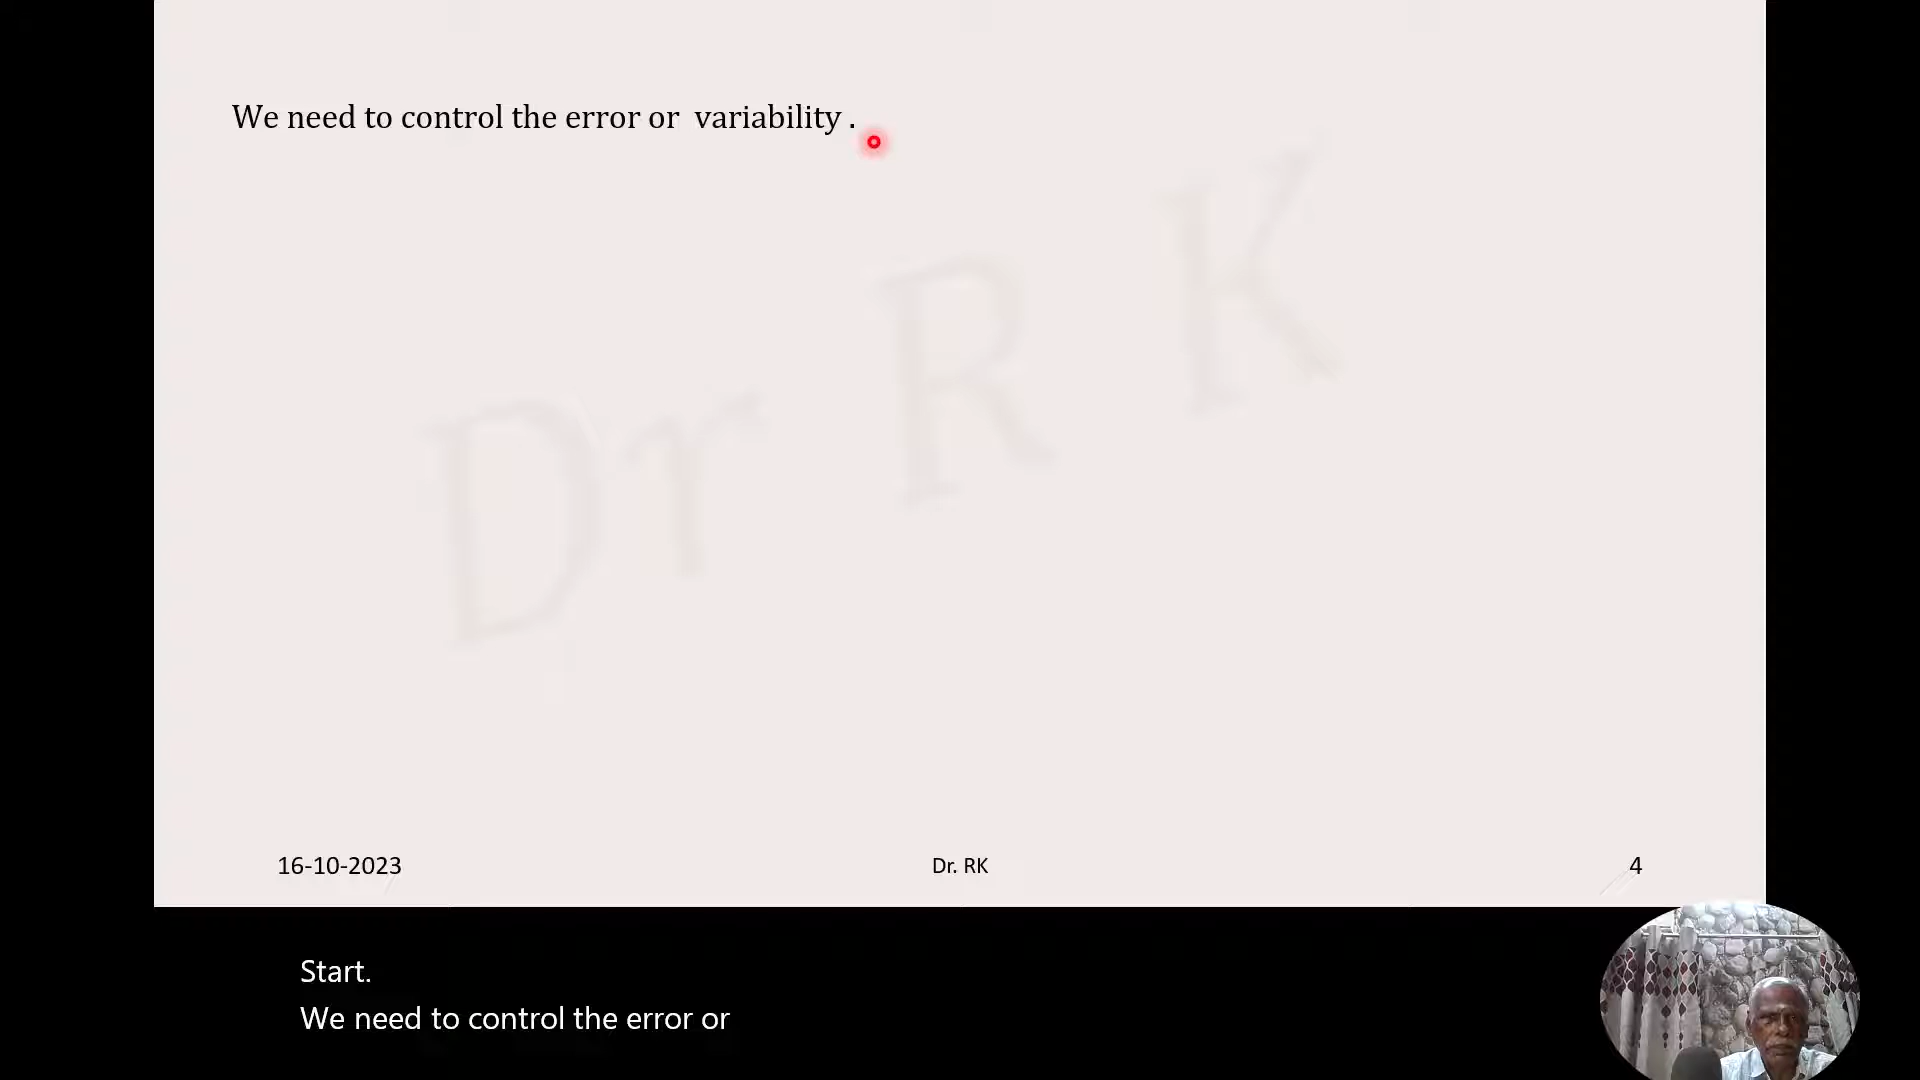 We need to control the error or  variability .
Dr R K
16-10-2023
Dr. RK
4
Start.
We need to control the error or